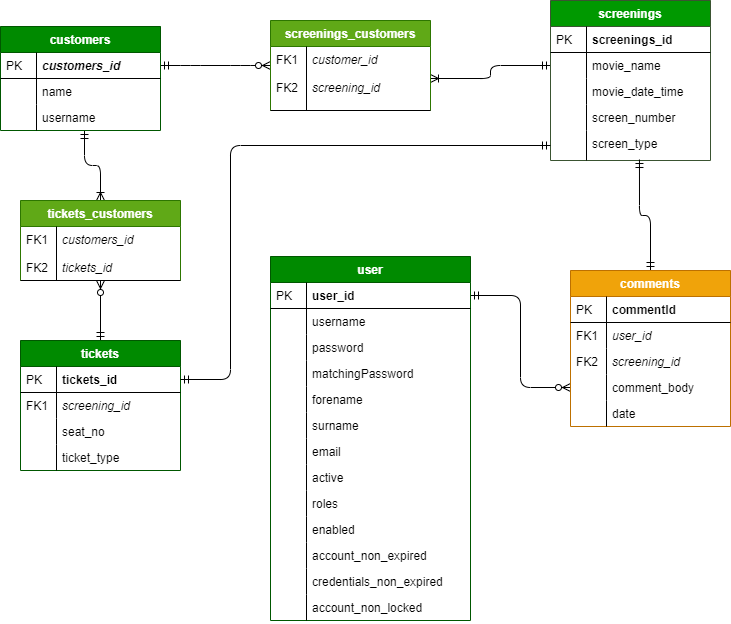 customers
PK customers_id
name
username
screenings_customers
FK1 customer_id
FK2 screening_id
screenings
PK screenings_id
movie_name
movie_date_time
screen_number
screen_type
tickets_customers
FK1 customers_id
FK2 tickets_id
user
PK user_id
username
password
matchingPassword
forename
surname
email
active
roles
enabled
account_non_expired
credentials_non_expired
account_non_locked
comments
PK commentId
FK1 user_id
FK2 screening_id
comment_body
date
tickets
PK tickets_id
FK1 screening_id
seat_no
ticket_type